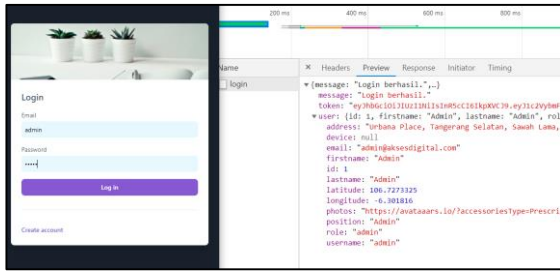 200 ms 400 ms 600 ms 800 ms
Name
× Headers Preview Response Initiator Timing
login
▼{message: "Login berhasil.",…}
message: "Login berhasil."
▼user: {id: 1, firstname: "Admin", lastname: "Admin", rol
address: "Urbana Place, Tangerang Selatan, Sawah Lama,
device: null
email: "admin@aksesdigital.com"
firstname: "Admin"
id: 1
lastname: "Admin"
latitude: 106.7273325
longitude: -6.301816
photos: "https://avataaars.io/?accessoriesType=Prescri
position: "Admin"
role: "Admin"
username: "admin"
Login
Email
admin
Password
•••••
Log in
Create account